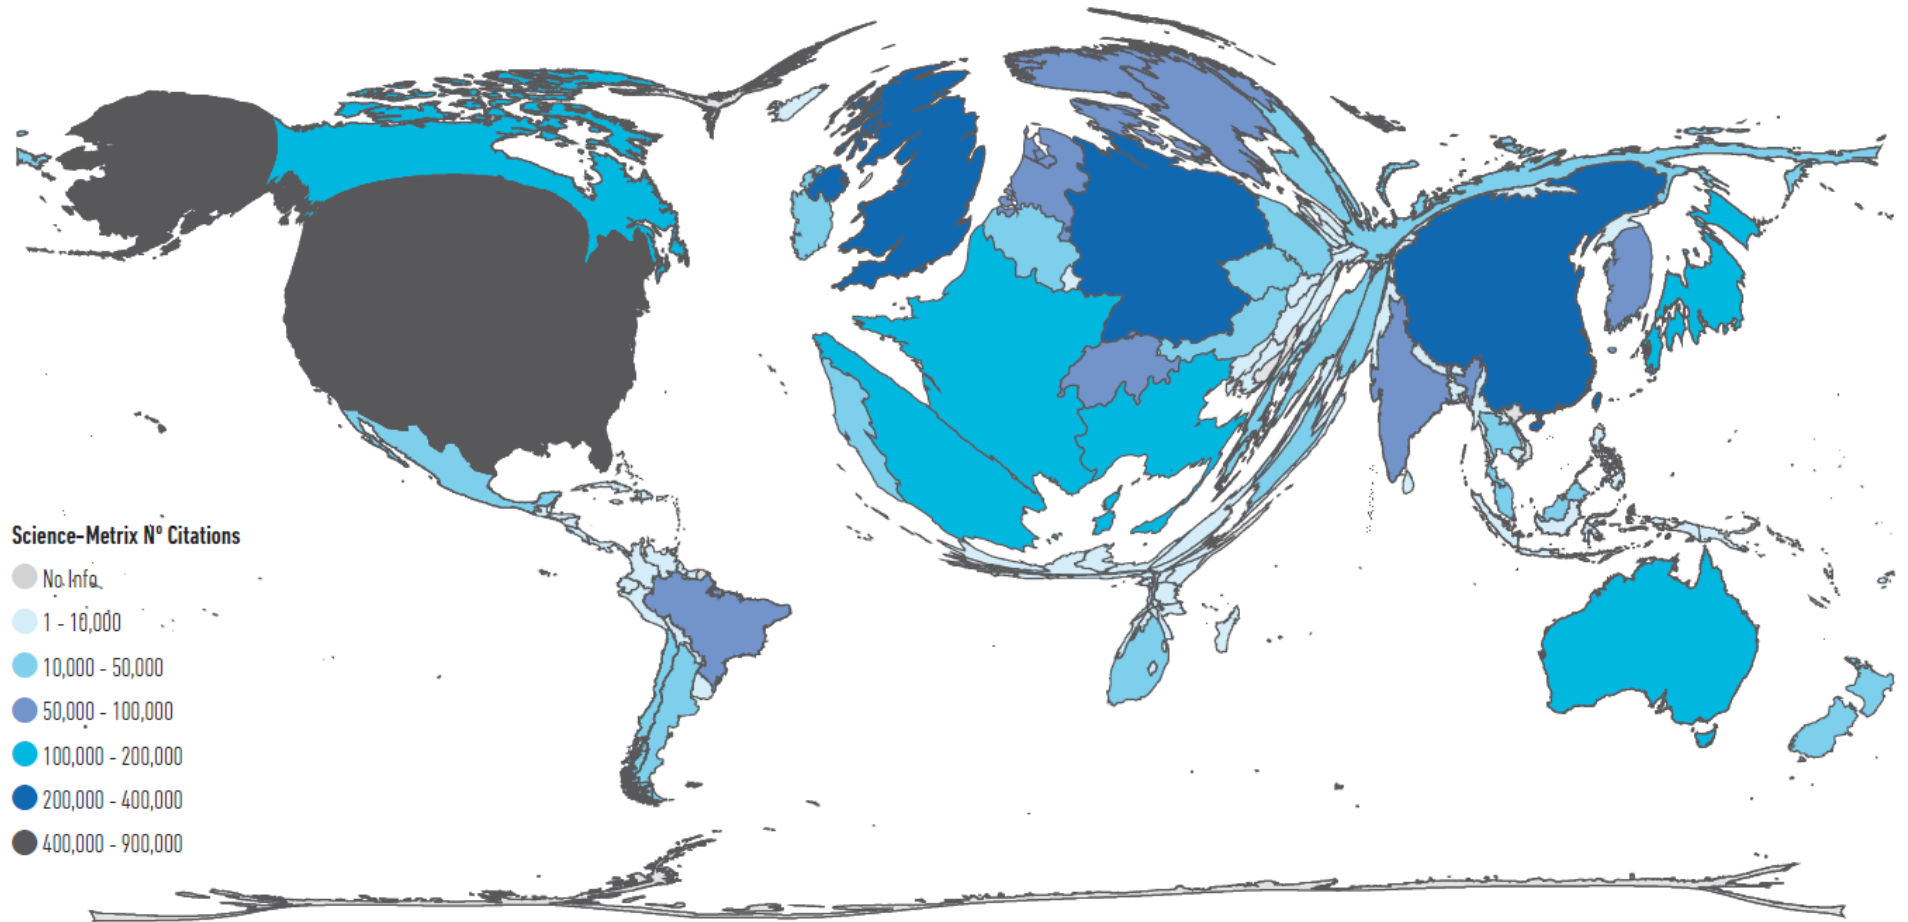 Science-Metrix Nº Citations
No Info
1 - 10,000
10,000 - 50,000
50,000 - 100,000
100,000 - 200,000
200,000 - 400,000
400,000 - 900,000